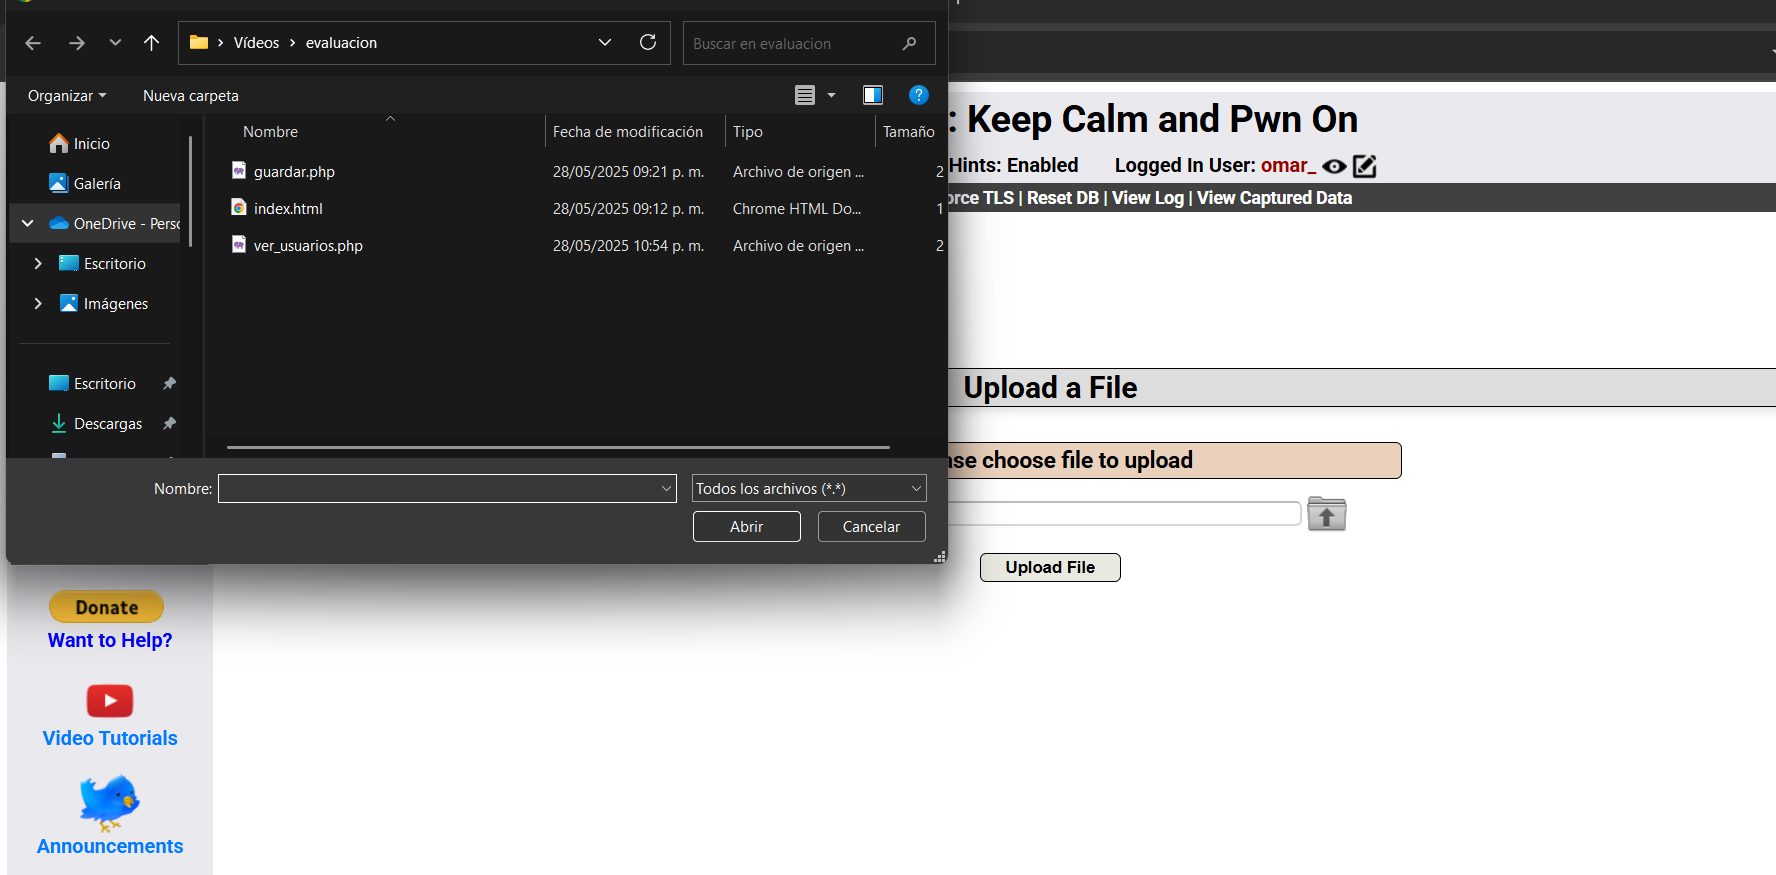 Vídeos > evaluacion
Buscar en evaluacion
Organizar
Nueva carpeta
Inicio
Galería
OneDrive - Perso
Escritorio
Imágenes
Escritorio
Descargas
Nombre
Fecha de modificación
Tipo
Tamaño
guardar.php
28/05/2025 09:21 p. m.
Archivo de origen ...
2
index.html
28/05/2025 09:12 p. m.
Chrome HTML Do...
1
ver_usuarios.php
28/05/2025 10:54 p. m.
Archivo de origen ...
2
Nombre:
Todos los archivos (*.*)
Abrir
Cancelar
: Keep Calm and Pwn On
Hints: Enabled
Logged In User: omar_
orce TLS | Reset DB | View Log | View Captured Data
Upload a File
ase choose file to upload
Upload File
Donate
Want to Help?
Video Tutorials
Announcements